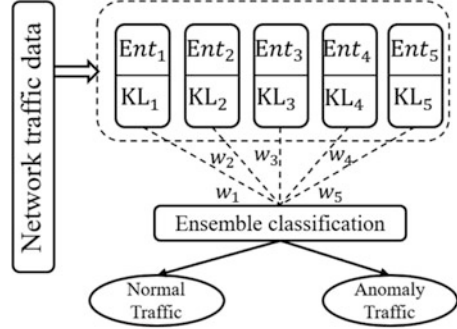 Network traffic data
Ent₁ Ent₂ Ent₃ Ent₄ Ent₅
KL₁ KL₂ KL₃ KL₄ KL₅
w₂ w₃ w₄
w₁ w₅
Ensemble classification
Normal Traffic
Anomaly Traffic